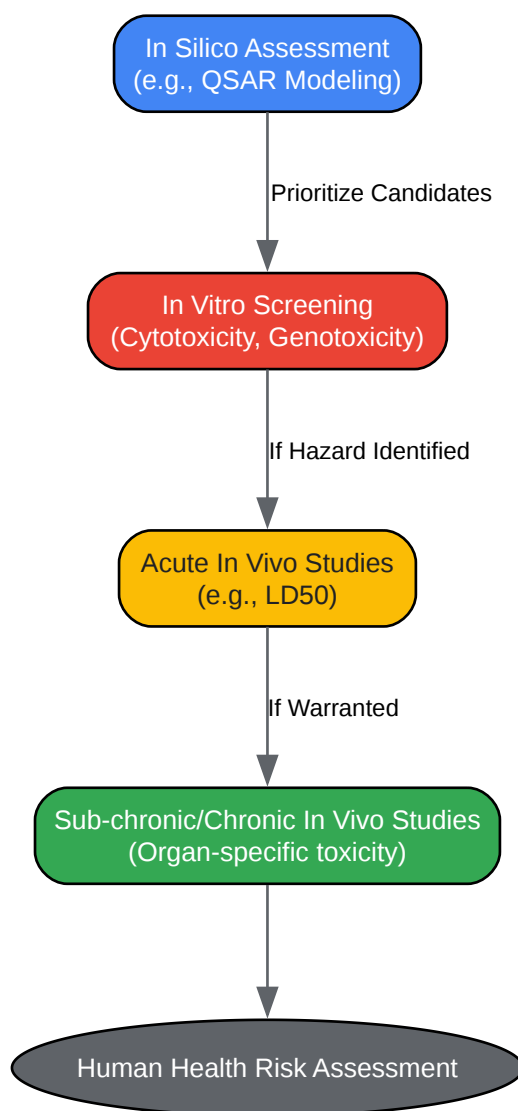 In Silico Assessment
(e.g., QSAR Modeling)
Prioritize Candidates
In Vitro Screening
(Cytotoxicity, Genotoxicity)
If Hazard Identified
Acute In Vivo Studies
(e.g., LD50)
If Warranted
Sub-chronic/Chronic In Vivo Studies
(Organ-specific toxicity)
Human Health Risk Assessment